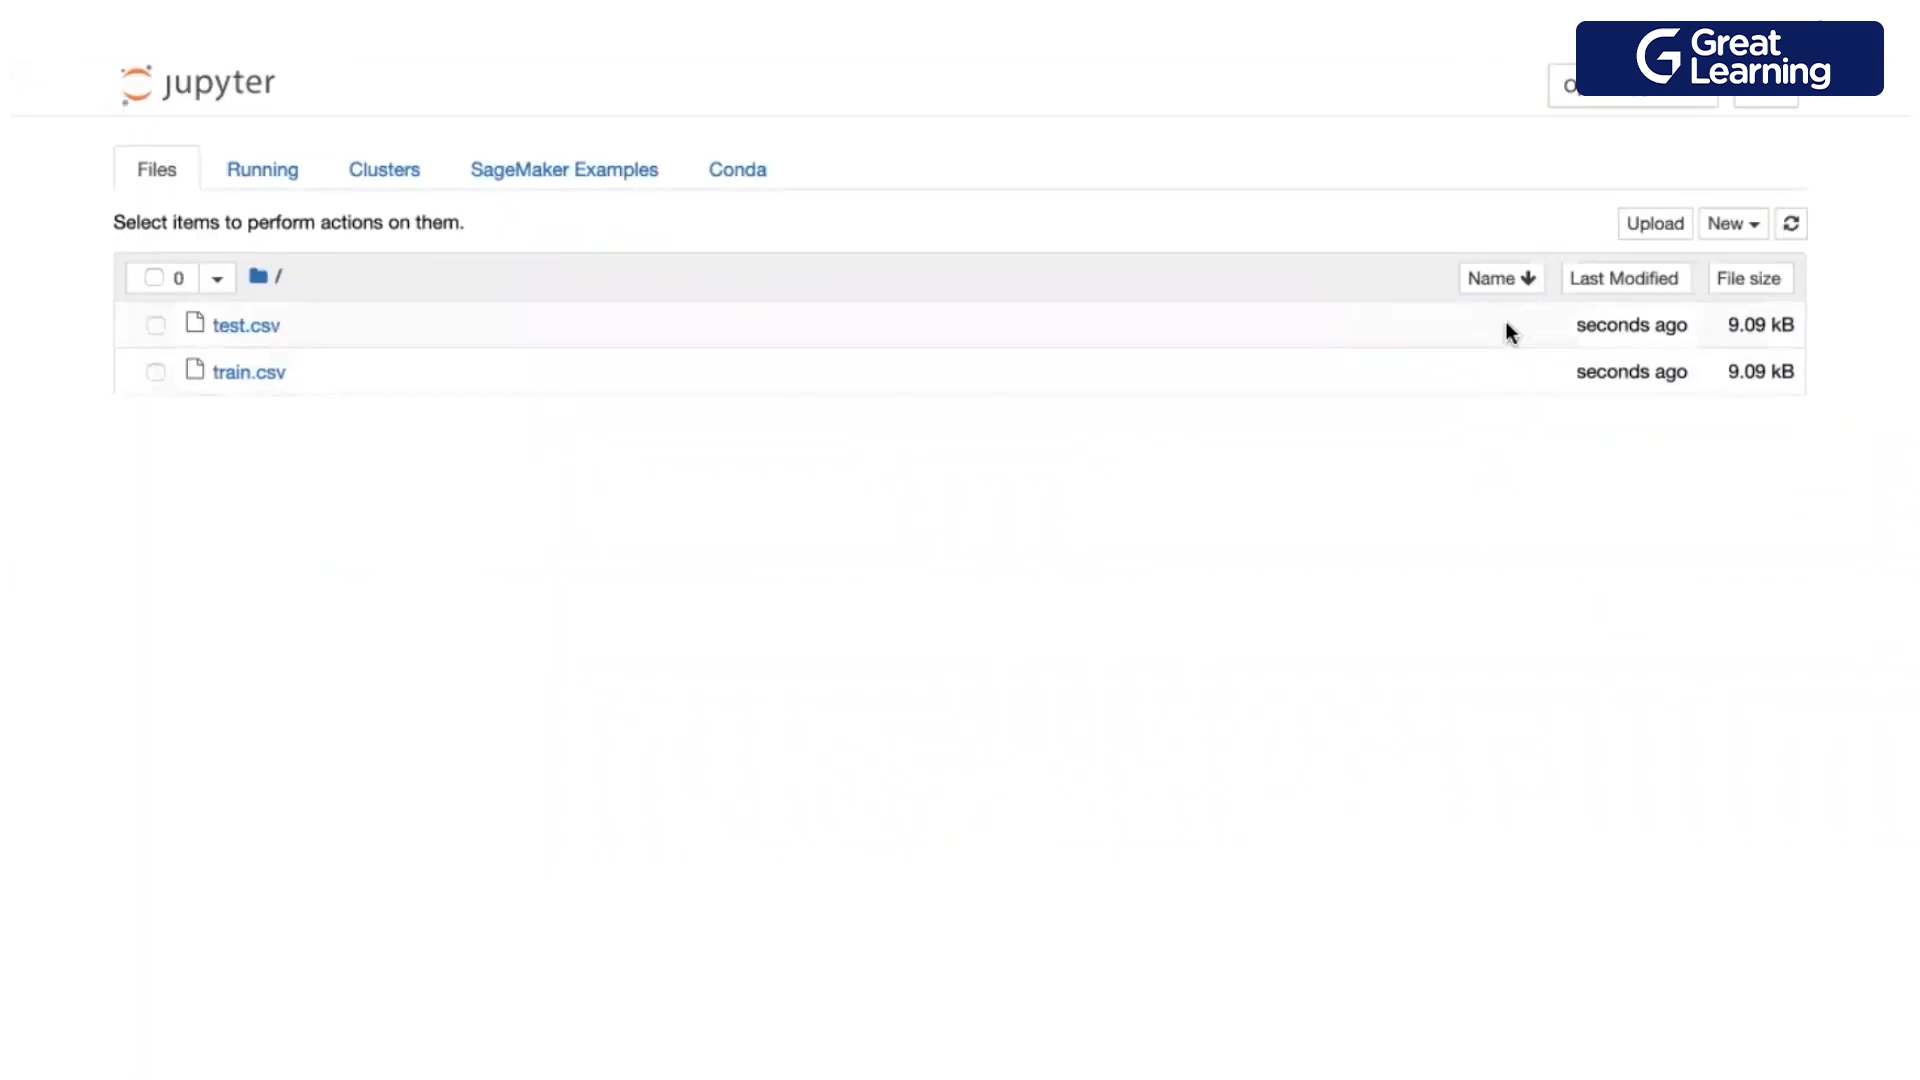 Great
Learning
jupyter
Files Running Clusters SageMaker Examples Conda
Select items to perform actions on them.
Upload New
0 / Name Last Modified File size
test.csv seconds ago 9.09 kB
train.csv seconds ago 9.09 kB